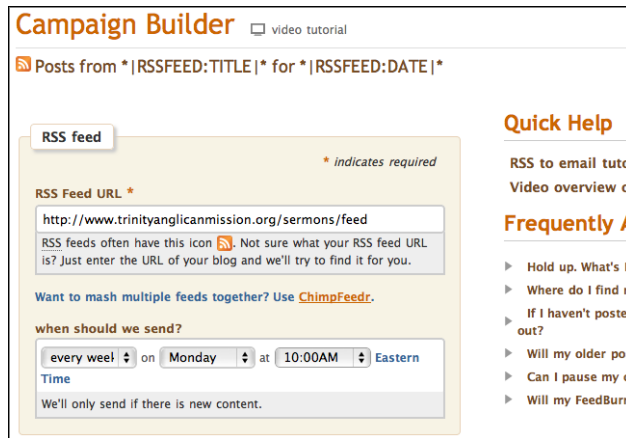 Campaign Builder video tutorial
Posts from *|RSSFEED:TITLE|* for *|RSSFEED:DATE|*
RSS feed
* indicates required
RSS Feed URL *
http://www.trinityanglicanmission.org/sermons/feed
RSS feeds often have this icon . Not sure what your RSS feed URL
is? Just enter the URL of your blog and we'll try to find it for you.
Want to mash multiple feeds together? Use ChimpFeedr.
when should we send?
every week on Monday at 10:00AM Eastern
Time
We'll only send if there is new content.
Quick Help
RSS to email
Video overview
Frequently
Hold up. What's
Where do I find
If I haven't poste
out?
Will my older po
Can I pause my
Will my FeedBur